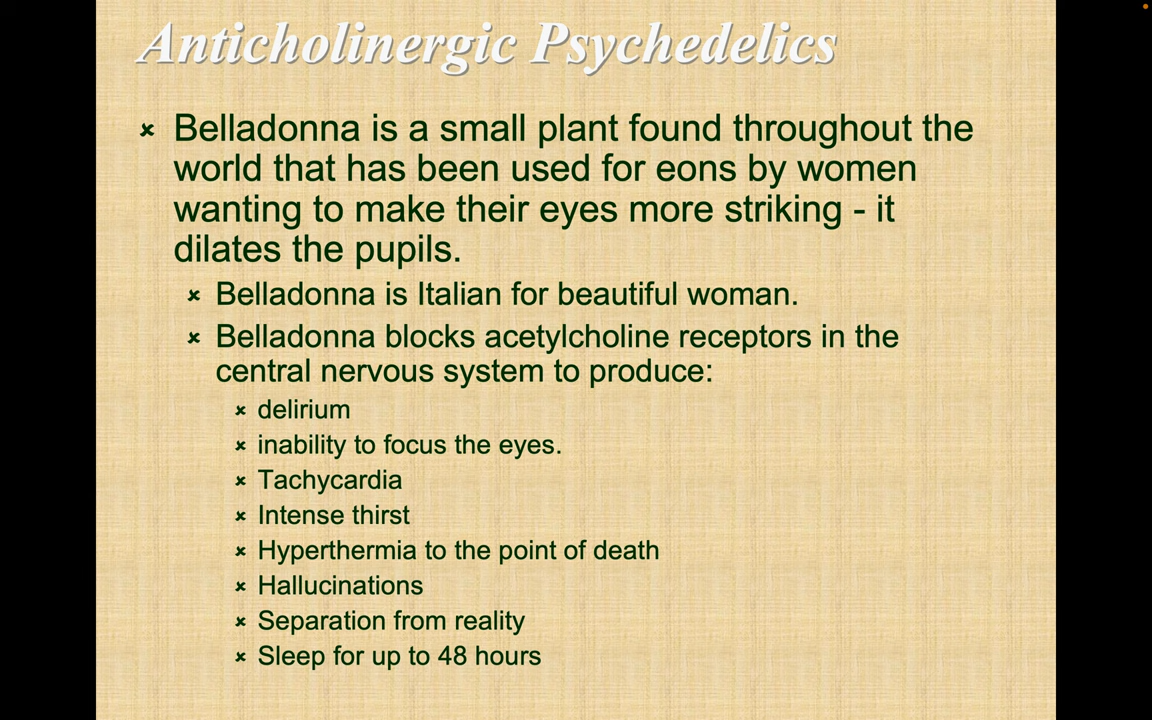 Anticholinergic Psychedelics
Belladonna is a small plant found throughout the
world that has been used for eons by women
wanting to make their eyes more striking - it
dilates the pupils.
Belladonna is Italian for beautiful woman.
Belladonna blocks acetylcholine receptors in the
central nervous system to produce:
delirium
inability to focus the eyes.
Tachycardia
Intense thirst
Hyperthermia to the point of death
Hallucinations
Separation from reality
Sleep for up to 48 hours